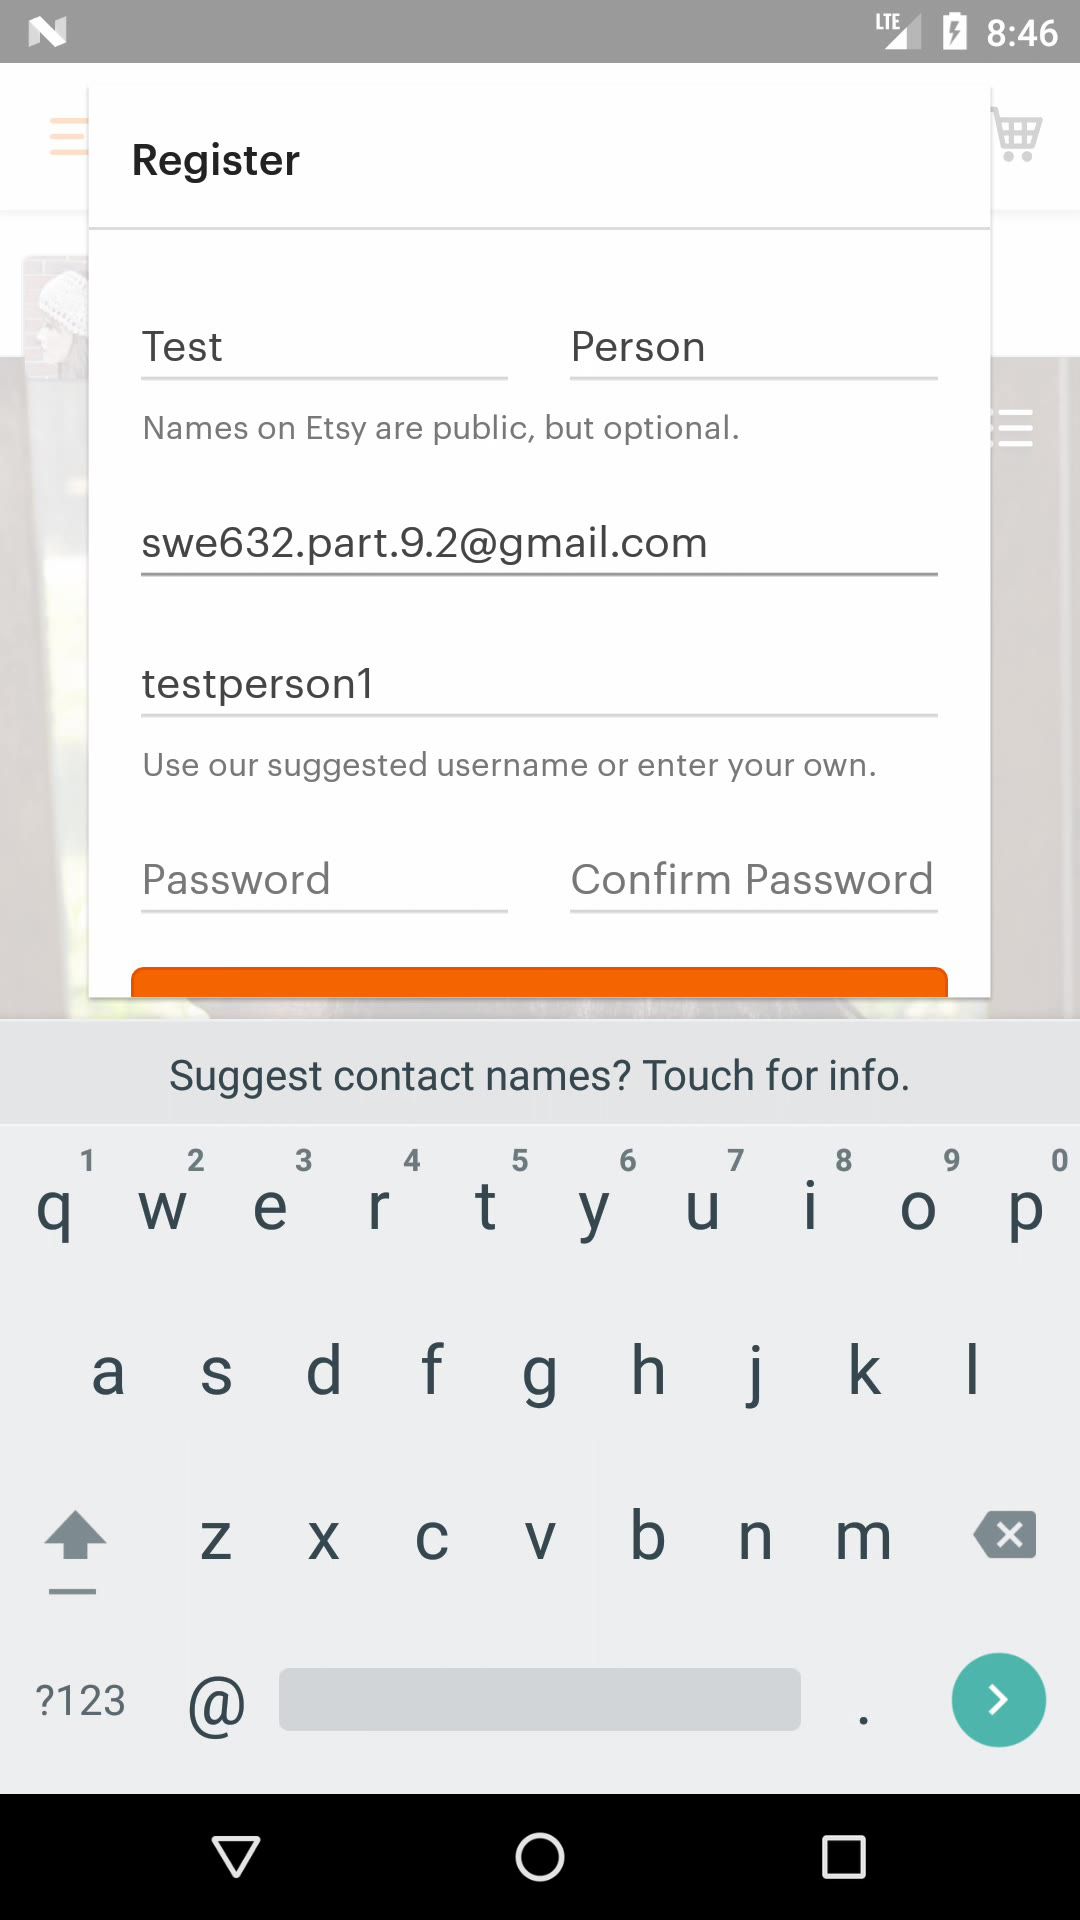 LTE 8:46
Register
Test Person
Names on Etsy are public, but optional.
swe632.part.9.2@gmail.com
testperson1
Use our suggested username or enter your own.
Password Confirm Password
Suggest contact names? Touch for info.
1 2 3 4 5 6 7 8 9 0
q w e r t y u i o p
a s d f g h j k l
z x c v b n m
?123 @ .